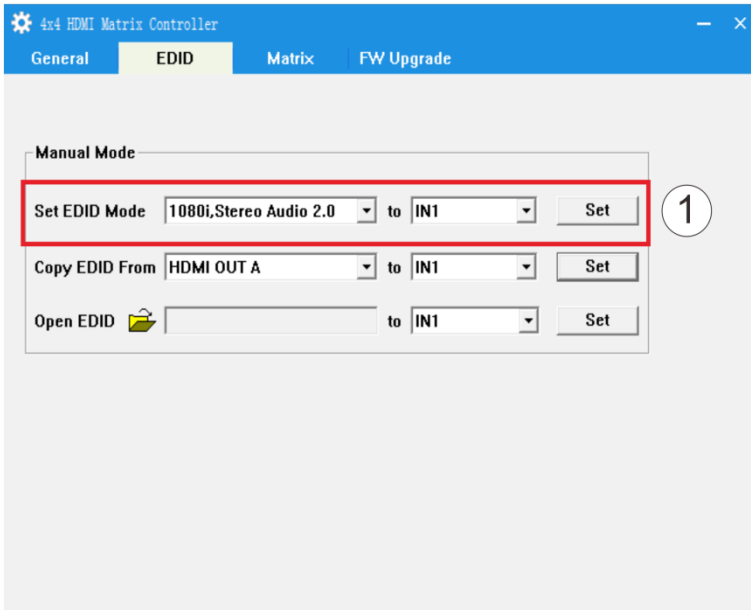 4x4 HDMI Matrix Controller
General EDID Matrix FW Upgrade
Manual Mode
Set EDID Mode 1080i,Stereo Audio 2.0 to IN1 Set
1
Copy EDID From HDMI OUT A to IN1 Set
Open EDID to IN1 Set